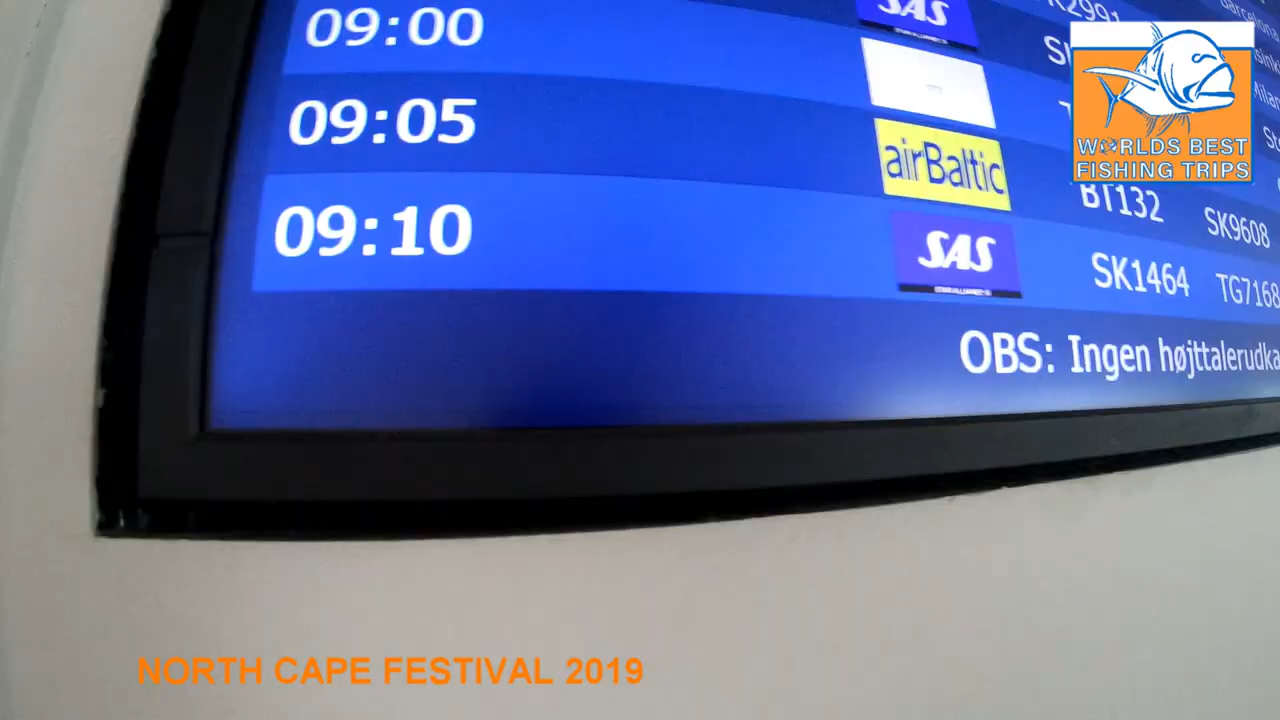 09:00
SAS
SK2991
09:05
airBaltic
BT132
SK9608
09:10
SAS
SK1464
TG7168
OBS: Ingen
WORLDS BEST
FISHING TRIPS
NORTH CAPE FESTIVAL 2019